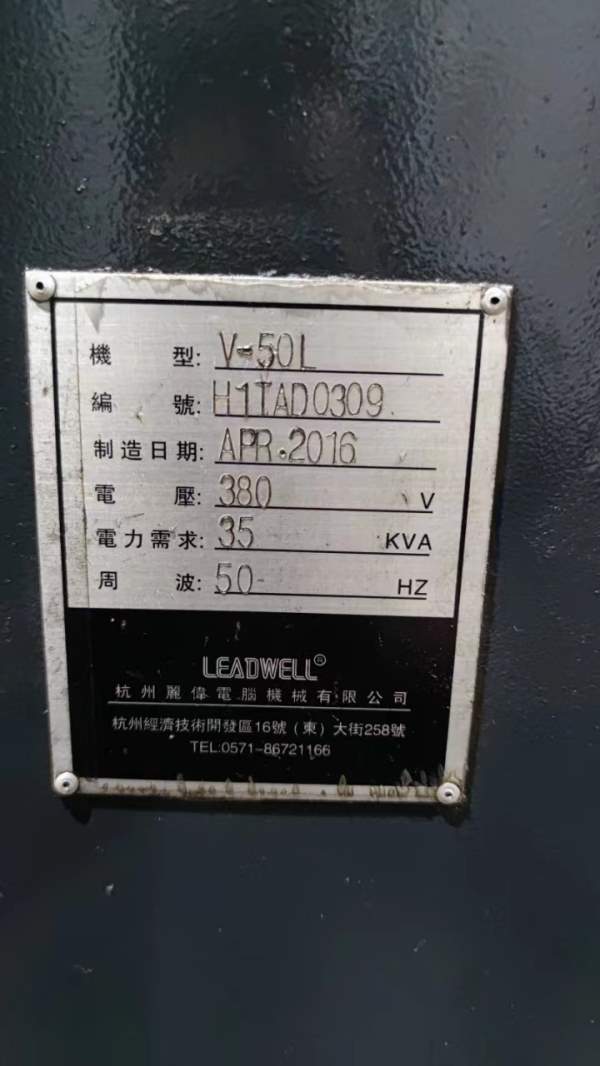 機 型: V-50L
編 號: H1TAD0309
制造日期: APR.2016
電 壓: 380 V
電力需求: 35 KVA
周 波: 50 HZ
LEADWELL®
杭州麗偉電腦機械有限公司
杭州經濟技術開發區16號(東)大街258號
TEL:0571-86721166